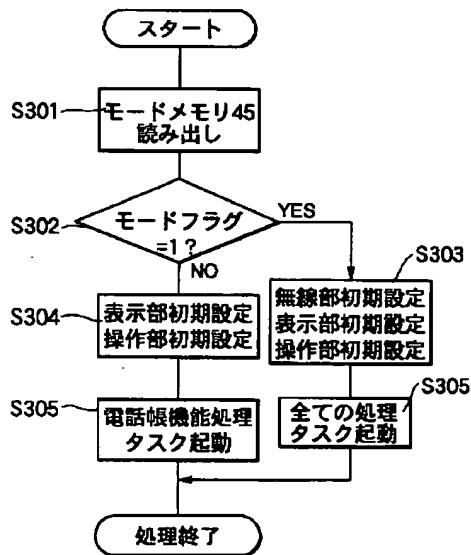 スタート
S301
モードメモリ45
読み出し
S302
モードフラグ
=1?
YES
NO
S303
無線部初期設定
表示部初期設定
操作部初期設定
S304
表示部初期設定
操作部初期設定
S305
電話帳機能処理
タスク起動
S305
全ての処理
タスク起動
処理終了